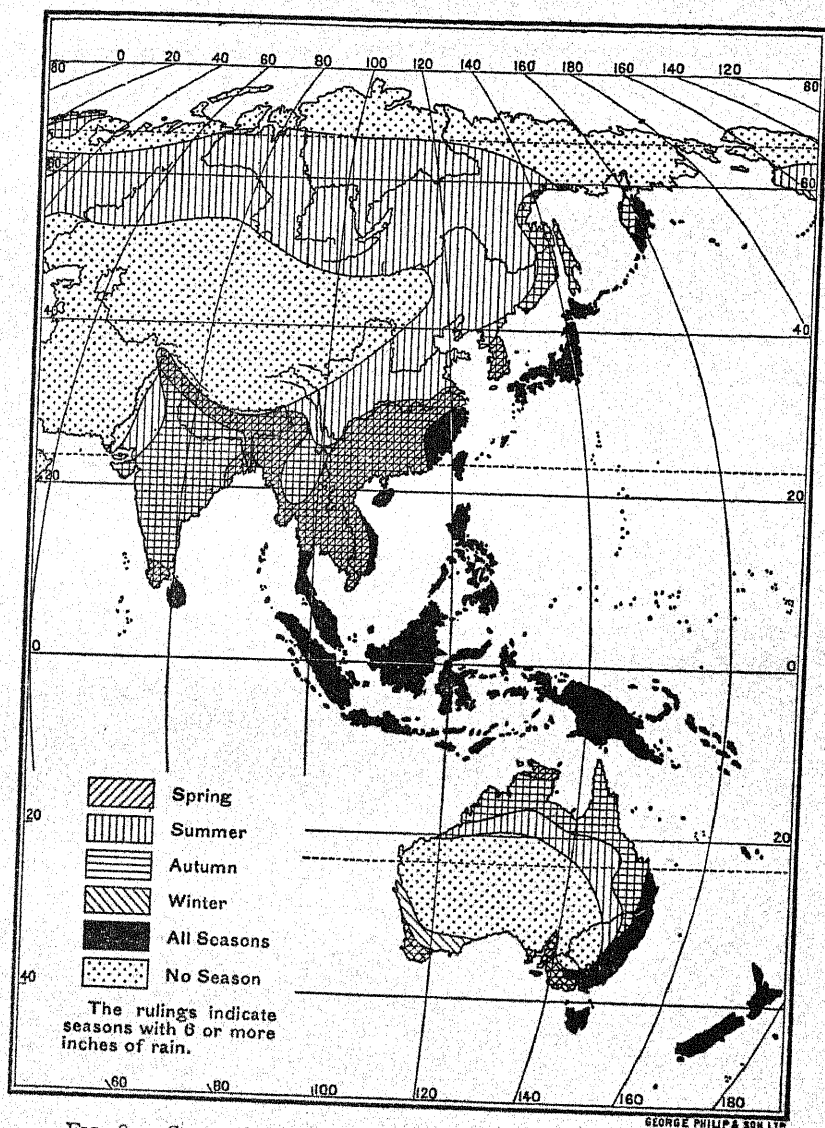 80 0 20 40 60 80 100 120 140 160 180 160 140 120 80
60 60
40 40
20 20
0 0
Spring
Summer
Autumn
Winter
All Seasons
No Season
The rulings indicate
seasons with 6 or more
inches of rain.
20 20
40
60 80 100 120 140 160 180
GEORGE PHILIP & SON LTD